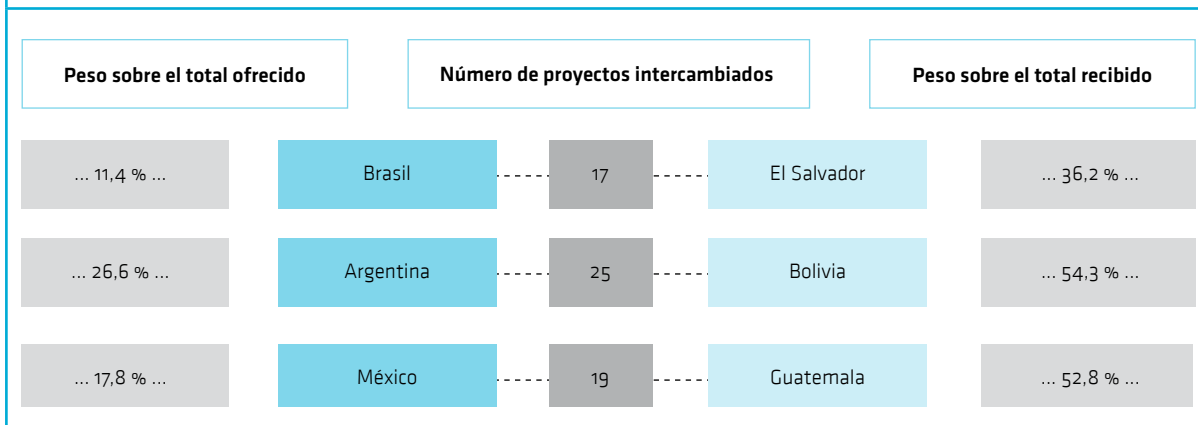 Peso sobre el total ofrecido Número de proyectos intercambiados Peso sobre el total recibido
... 11,4 % ... Brasil 17 El Salvador ... 36,2 % ...
... 26,6 % ... Argentina 25 Bolivia ... 54,3 % ...
... 17,8 % ... México 19 Guatemala ... 52,8 % ...